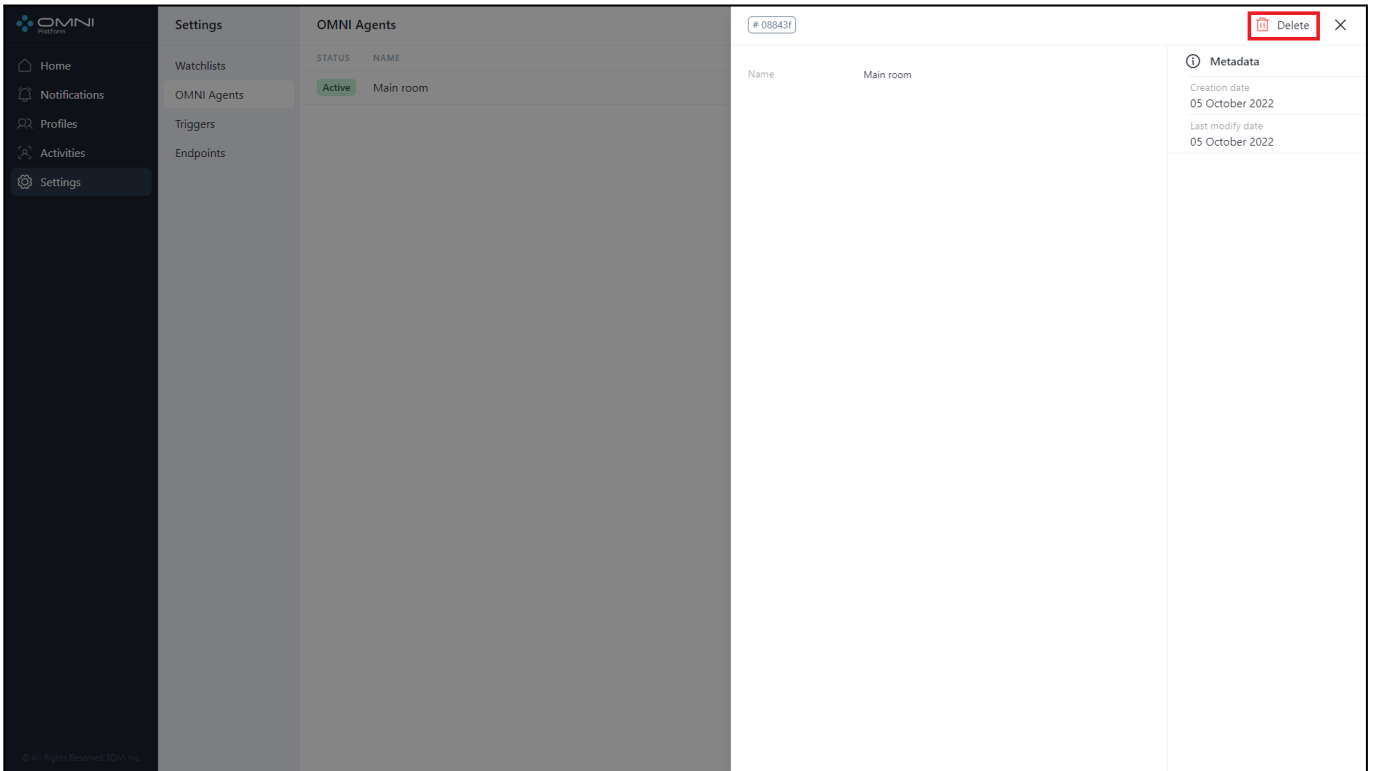 OMNI
Platform
Home
Notifications
Profiles
Activities
Settings
© All Rights Reserved 3DiVi Inc.
Settings
Watchlists
OMNI Agents
Triggers
Endpoints
OMNI Agents
STATUS NAME
Active Main room
# 08843f
Delete
Name Main room
Metadata
Creation date
05 October 2022
Last modify date
05 October 2022